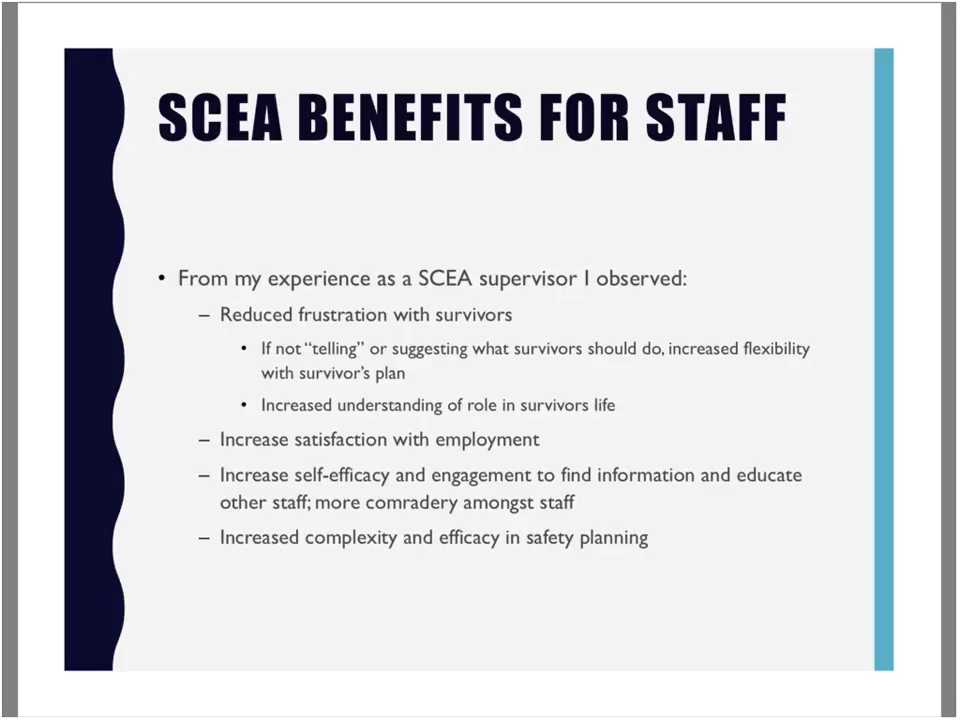 SCEA BENEFITS FOR STAFF
• From my experience as a SCEA supervisor I observed:
– Reduced frustration with survivors
• If not “telling” or suggesting what survivors should do, increased flexibility
with survivor’s plan
• Increased understanding of role in survivors life
– Increase satisfaction with employment
– Increase self-efficacy and engagement to find information and educate
other staff; more comradery amongst staff
– Increased complexity and efficacy in safety planning